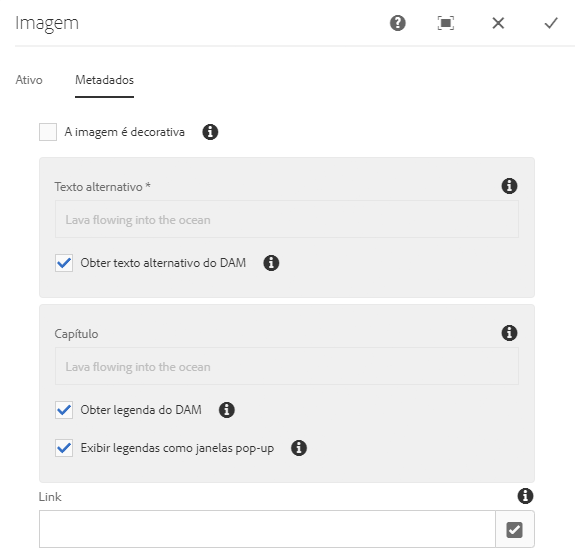 Imagem
Ativo Metadados
A imagem é decorativa
Texto alternativo *
Lava flowing into the ocean
Obter texto alternativo do DAM
Capítulo
Lava flowing into the ocean
Obter legenda do DAM
Exibir legendas como janelas pop-up
Link